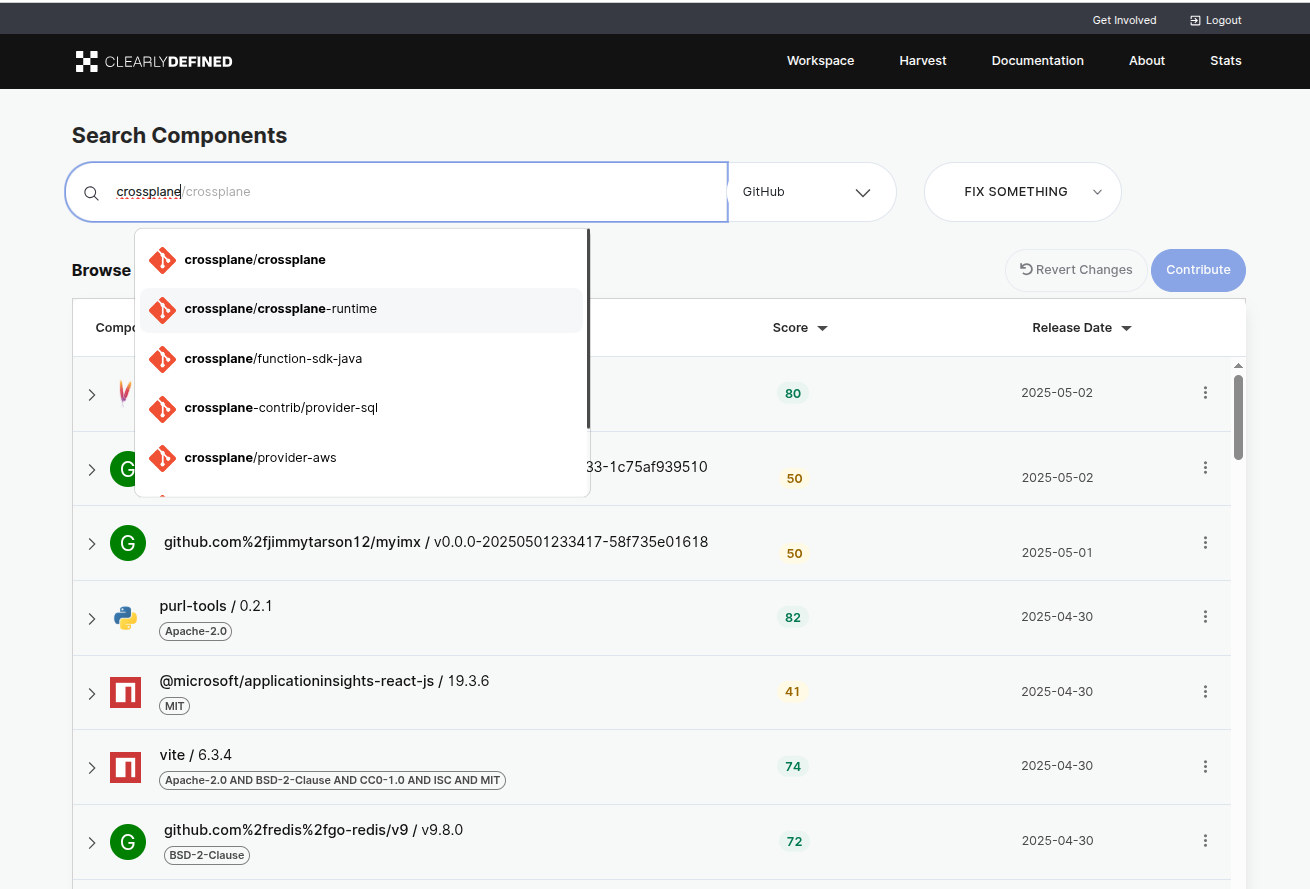 Get Involved Logout
CLEARLYDEFINED Workspace Harvest Documentation About Stats
Search Components
crossplane/crossplane GitHub FIX SOMETHING
crossplane/crossplane
Browse Revert Changes Contribute
crossplane/crossplane-runtime
Compo Score Release Date
crossplane/function-sdk-java
80 2025-05-02
crossplane-contrib/provider-sql
crossplane/provider-aws
G 33-1c75af939510
50 2025-05-02
G github.com%2fjimmytarson12/myimx / v0.0.0-20250501233417-58f735e01618
50 2025-05-01
purl-tools / 0.2.1
82 2025-04-30
Apache-2.0
@microsoft/applicationinsights-react-js / 19.3.6
41 2025-04-30
MIT
vite / 6.3.4
74 2025-04-30
Apache-2.0 AND BSD-2-Clause AND CC0-1.0 AND ISC AND MIT
G github.com%2fredis%2fgo-redis/v9 / v9.8.0
72 2025-04-30
BSD-2-Clause